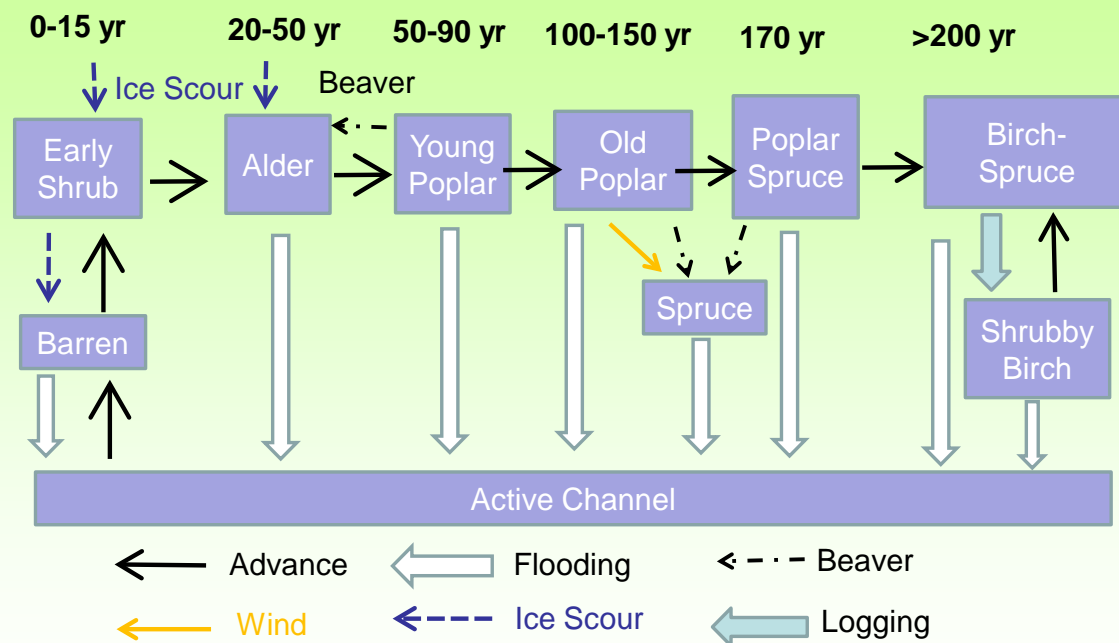 0-15 yr
20-50 yr
50-90 yr
100-150 yr
170 yr
>200 yr
Ice Scour
Beaver
Early
Shrub
Alder
Young
Poplar
Old
Poplar
Poplar
Spruce
Birch-
Spruce
Barren
Spruce
Shrubby
Birch
Active Channel
Advance
Flooding
Beaver
Wind
Ice Scour
Logging